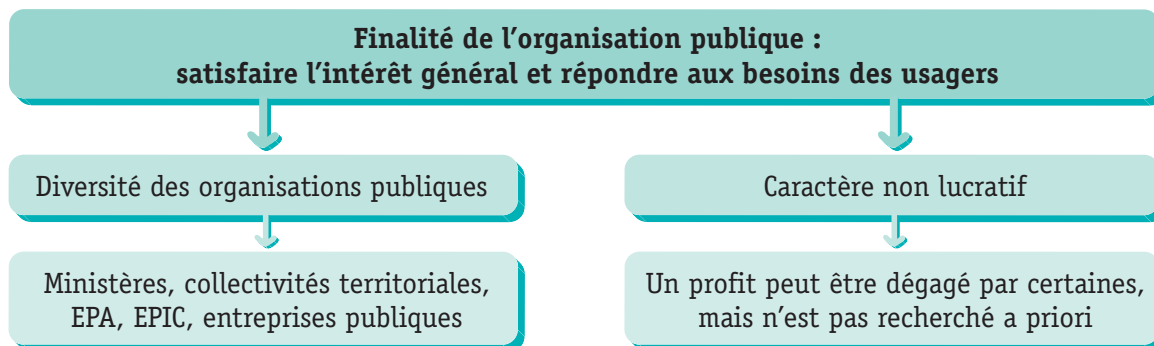 Finalité de l'organisation publique :
satisfaire l'intérêt général et répondre aux besoins des usagers
Diversité des organisations publiques
Caractère non lucratif
Ministères, collectivités territoriales,
EPA, EPIC, entreprises publiques
Un profit peut être dégagé par certaines,
mais n'est pas recherché a priori